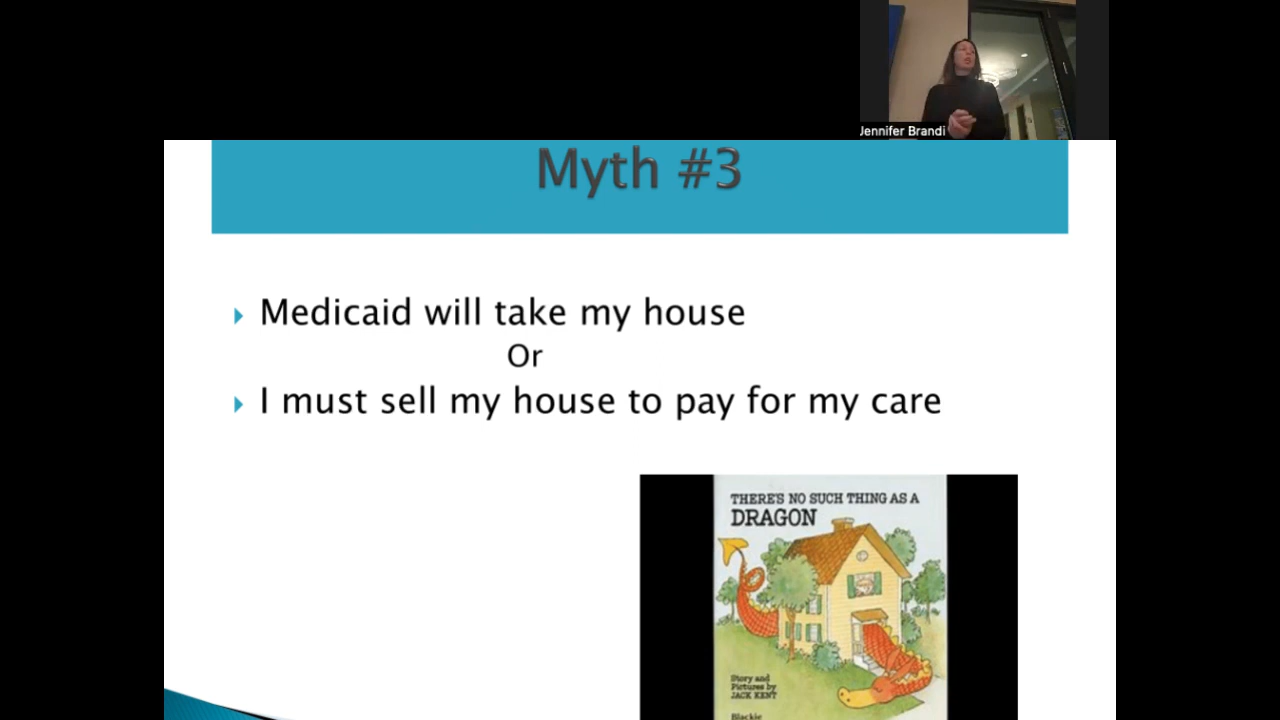 Jennifer Brandi
Myth #3
Medicaid will take my house
Or
I must sell my house to pay for my care
THERE'S NO SUCH THING AS A
DRAGON
Story and
Pictures by
JACK KENT
Blackie